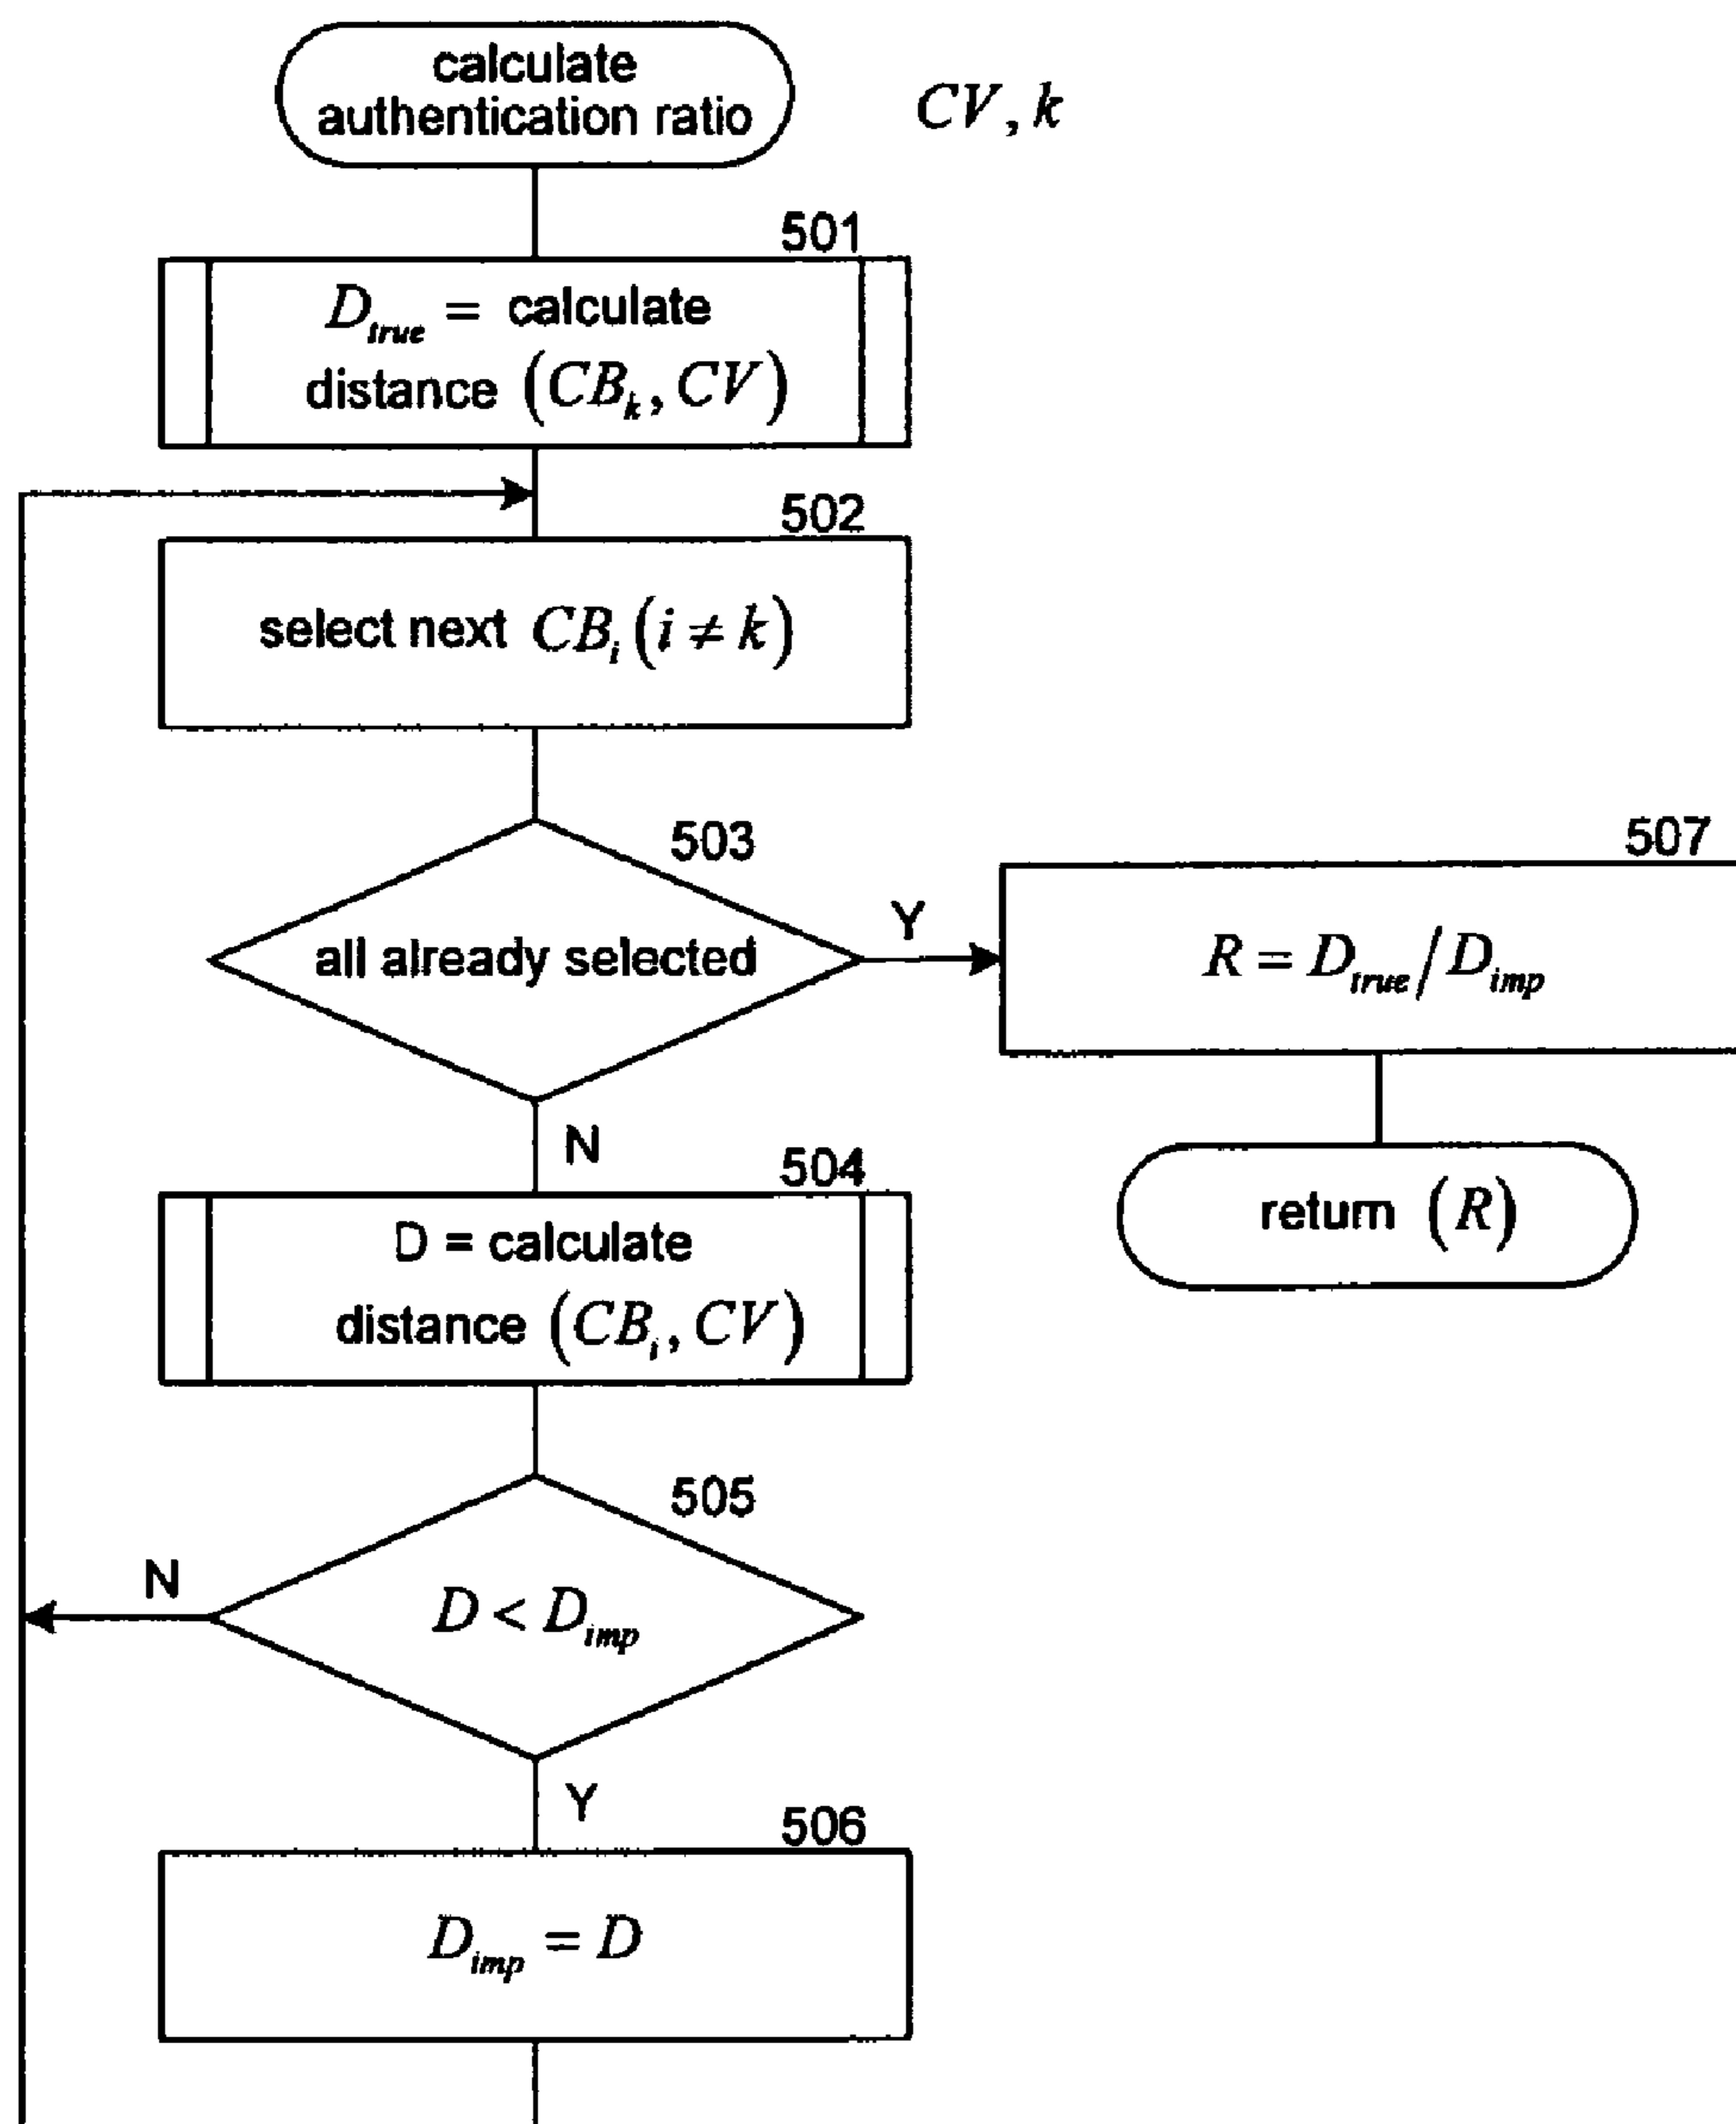 calculate
authentication ratio
CV, k
501
D_true = calculate
distance (CB_k, CV)
502
select next CB_i (i ≠ k)
503
all already selected
Y
507
R = D_true / D_imp
N
504
D = calculate
distance (CB_i, CV)
return (R)
505
N
D < D_imp
Y
506
D_imp = D